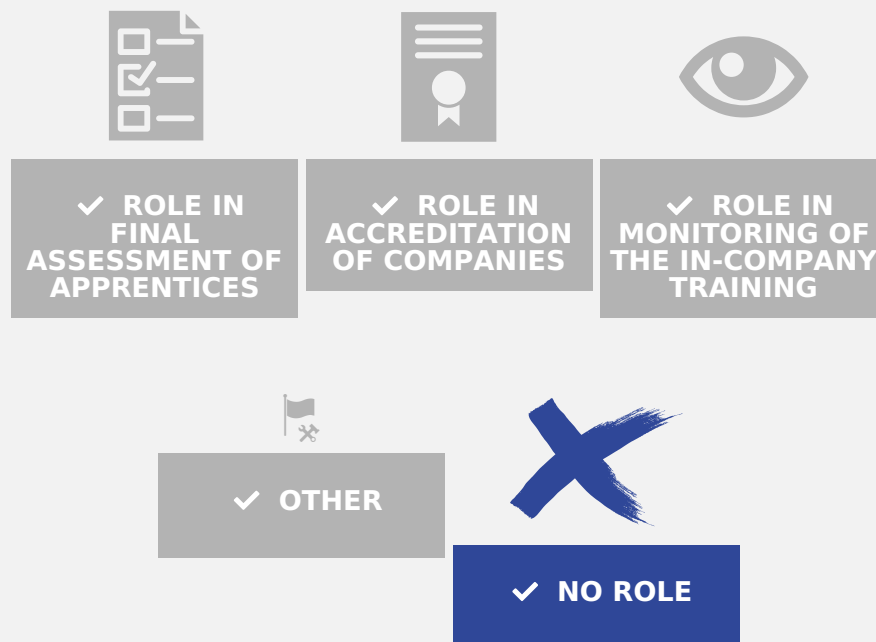 ✓ ROLE IN
FINAL
ASSESSMENT OF
APPRENTICES
✓ ROLE IN
ACCREDITATION
OF COMPANIES
✓ ROLE IN
MONITORING OF
THE IN-COMPANY
TRAINING
✓ OTHER
✓ NO ROLE